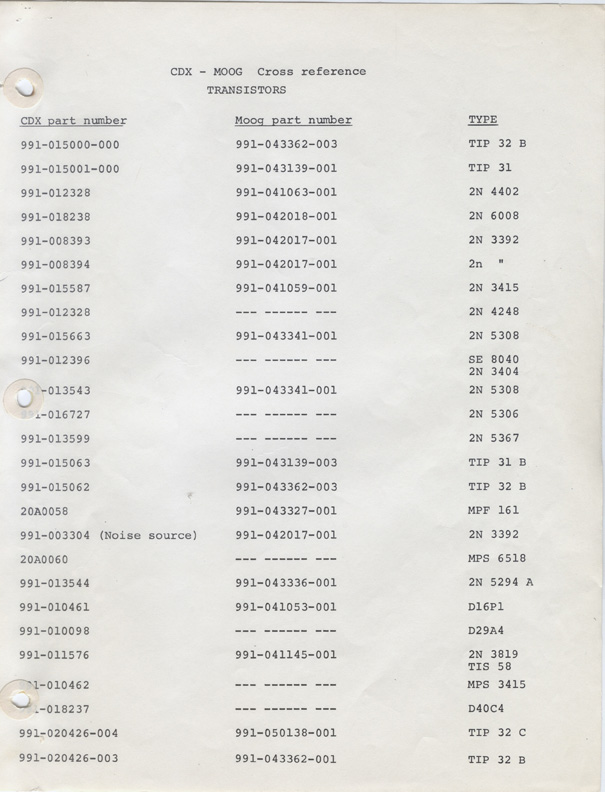 CDX - MOOG Cross reference
TRANSISTORS
CDX part number Moog part number TYPE
991-015000-000 991-043362-003 TIP 32 B
991-015001-000 991-043139-001 TIP 31
991-012328 991-041063-001 2N 4402
991-018238 991-042018-001 2N 6008
991-008393 991-042017-001 2N 3392
991-008394 991-042017-001 2n "
991-015587 991-041059-001 2N 3415
991-012328 --- ------ --- 2N 4248
991-015663 991-043341-001 2N 5308
991-012396 --- ------ --- SE 8040
2N 3404
-013543 991-043341-001 2N 5308
1-016727 --- ------ --- 2N 5306
991-013599 --- ------ --- 2N 5367
991-015063 991-043139-003 TIP 31 B
991-015062 991-043362-003 TIP 32 B
20A0058 991-043327-001 MPF 161
991-003304 (Noise source) 991-042017-001 2N 3392
20A0060 --- ------ --- MPS 6518
991-013544 991-043336-001 2N 5294 A
991-010461 991-041053-001 D16P1
991-010098 --- ------ --- D29A4
991-011576 991-041145-001 2N 3819
TIS 58
1-010462 --- ------ --- MPS 3415
-018237 --- ------ --- D40C4
991-020426-004 991-050138-001 TIP 32 C
991-020426-003 991-043362-001 TIP 32 B